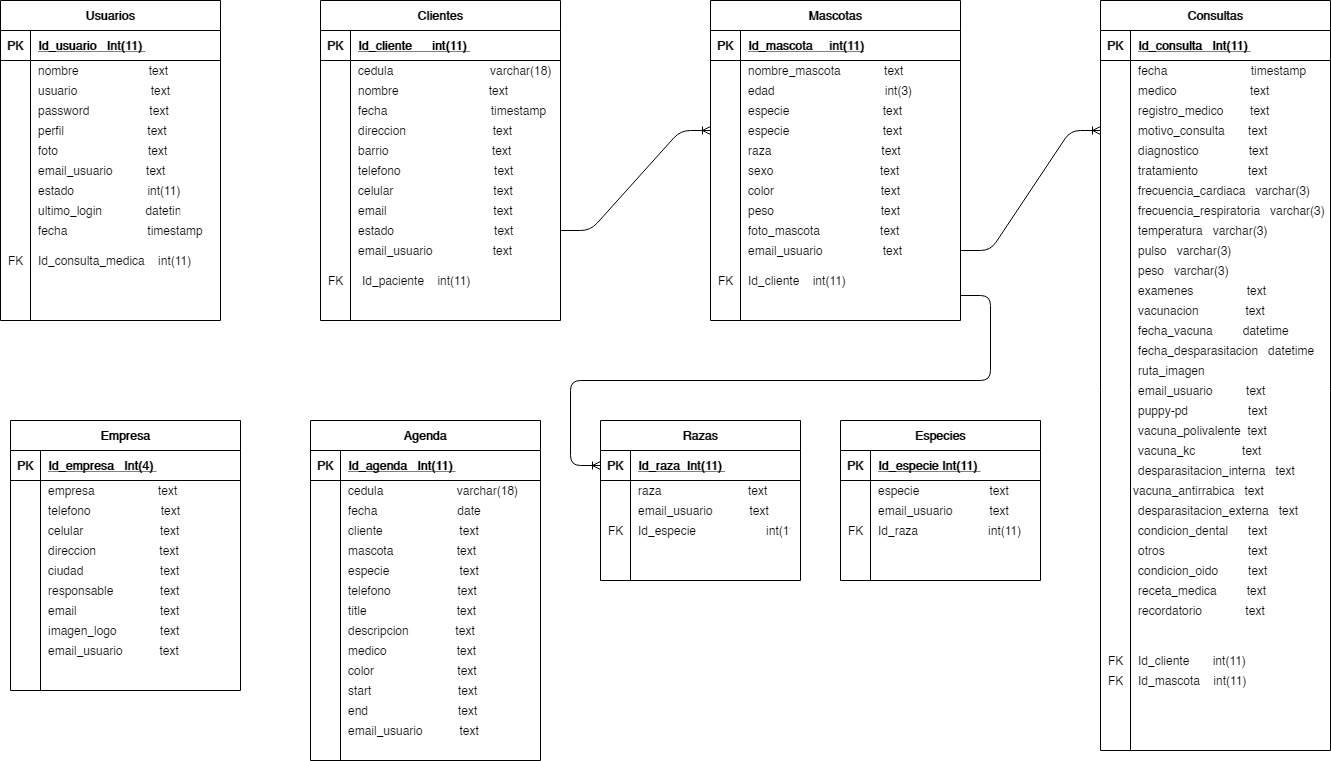 Usuarios
PK Id_usuario Int(11)
nombre text
usuario text
password text
perfil text
foto text
email_usuario text
estado int(11)
ultimo_login datetin
fecha timestamp
FK Id_consulta_medica int(11)
Clientes
PK Id_cliente int(11)
cedula varchar(18)
nombre text
fecha timestamp
direccion text
barrio text
telefono text
celular text
email text
estado text
email_usuario text
FK Id_paciente int(11)
Mascotas
PK Id_mascota int(11)
nombre_mascota text
edad int(3)
especie text
especie text
raza text
sexo text
color text
peso text
foto_mascota text
email_usuario text
FK Id_cliente int(11)
Consultas
PK Id_consulta Int(11)
fecha timestamp
medico text
registro_medico text
motivo_consulta text
diagnostico text
tratamiento text
frecuencia_cardiaca varchar(3)
frecuencia_respiratoria varchar(3)
temperatura varchar(3)
pulso varchar(3)
peso varchar(3)
examenes text
vacunacion text
fecha_vacuna datetime
fecha_desparasitacion datetime
ruta_imagen
email_usuario text
puppy-pd text
vacuna_polivalente text
vacuna_kc text
desparasitacion_interna text
vacuna_antirrabica text
desparasitacion_externa text
condicion_dental text
otros text
condicion_oido text
receta_medica text
recordatorio text
FK Id_cliente int(11)
FK Id_mascota int(11)
Empresa
PK Id_empresa Int(4)
empresa text
telefono text
celular text
direccion text
ciudad text
responsable text
email text
imagen_logo text
email_usuario text
Agenda
PK Id_agenda Int(11)
cedula varchar(18)
fecha date
cliente text
mascota text
especie text
telefono text
title text
descripcion text
medico text
color text
start text
end text
email_usuario text
Razas
PK Id_raza Int(11)
raza text
email_usuario text
FK Id_especie int(1
Especies
PK Id_especie Int(11)
especie text
email_usuario text
FK Id_raza int(11)